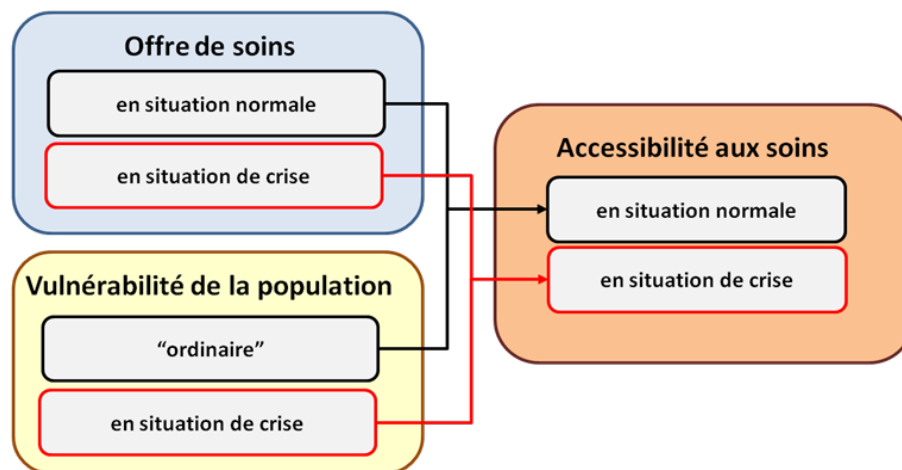 Offre de soins
en situation normale
en situation de crise
Vulnérabilité de la population
“ordinaire”
en situation de crise
Accessibilité aux soins
en situation normale
en situation de crise